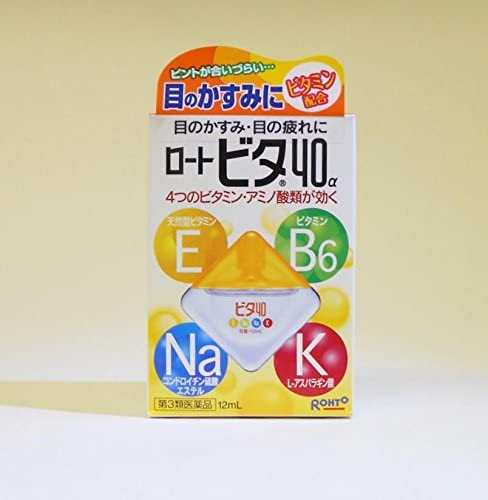 ピントが合いづらい…
目のかすみに
ビタミン
配合
目のかすみ・目の疲れに
ロート ビタ40α
®
4つのビタミン・アミノ酸類が効く
天然型ビタミン
E
ビタミン
B6
ビタ40
E B6 Na K
容量・12mL
Na
コンドロイチン硫酸
エステル
K
L-アスパラギン酸
第3類医薬品 12mL
ROHTO